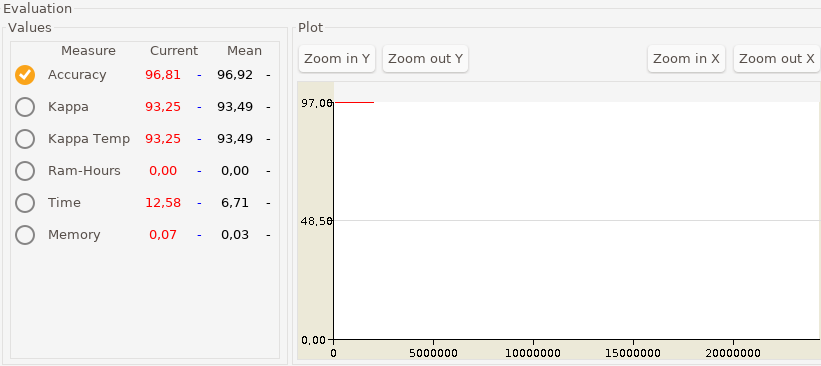 Evaluation
Values
Measure Current Mean
Accuracy 96,81 - 96,92 -
Kappa 93,25 - 93,49 -
Kappa Temp 93,25 - 93,49 -
Ram-Hours 0,00 - 0,00 -
Time 12,58 - 6,71 -
Memory 0,07 - 0,03 -
Plot
Zoom in Y Zoom out Y Zoom in X Zoom out X
97,00
48,50
0,00
0 5000000 10000000 15000000 20000000